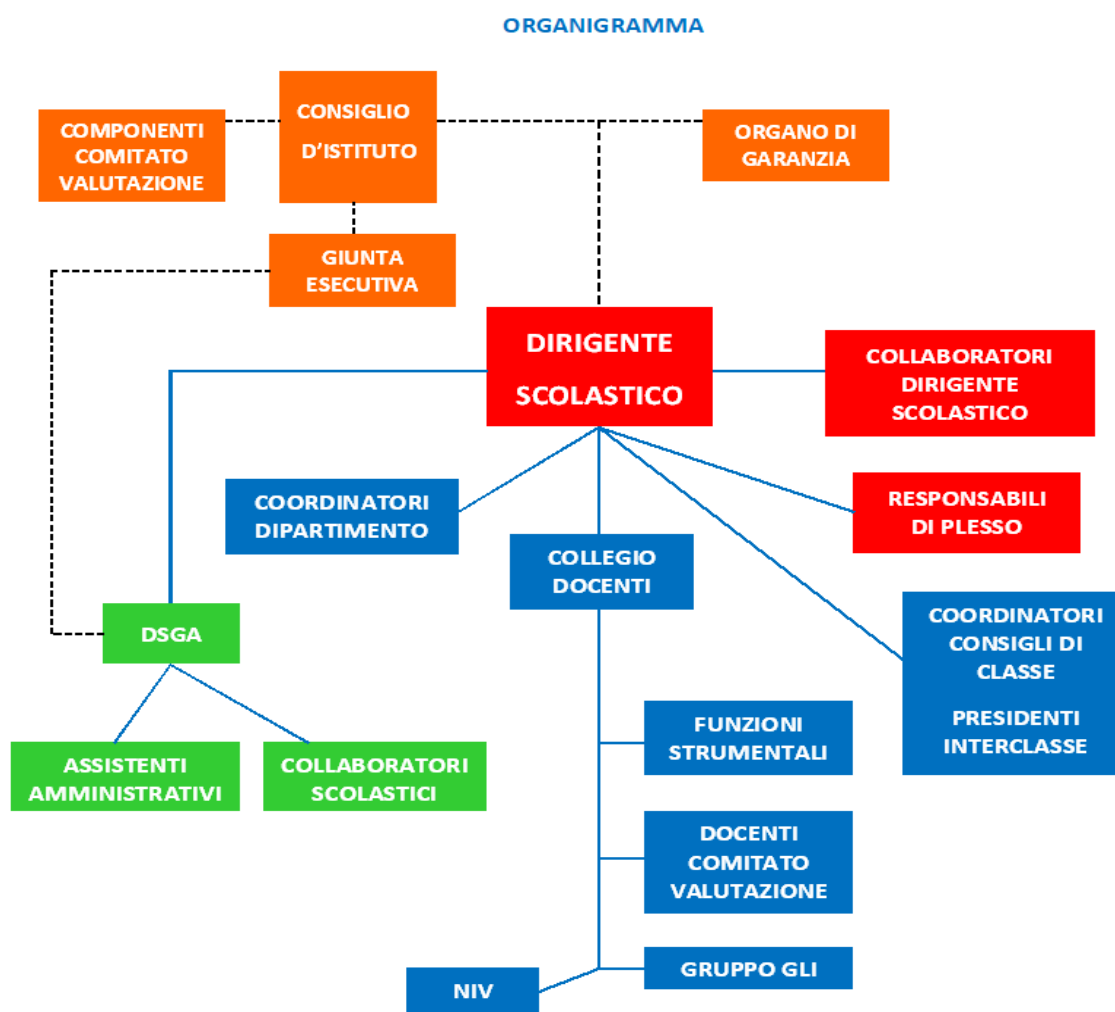 ORGANIGRAMMA
COMPONENTI
COMITATO
VALUTAZIONE
CONSIGLIO
D’ISTITUTO
ORGANO DI
GARANZIA
GIUNTA
ESECUTIVA
DIRIGENTE
SCOLASTICO
COLLABORATORI
DIRIGENTE
SCOLASTICO
COORDINATORI
DIPARTIMENTO
RESPONSABILI
DI PLESSO
COLLEGIO
DOCENTI
DSGA
COORDINATORI
CONSIGLI DI
CLASSE
PRESIDENTI
INTERCLASSE
ASSISTENTI
AMMINISTRATIVI
COLLABORATORI
SCOLASTICI
FUNZIONI
STRUMENTALI
DOCENTI
COMITATO
VALUTAZIONE
GRUPPO GLI
NIV